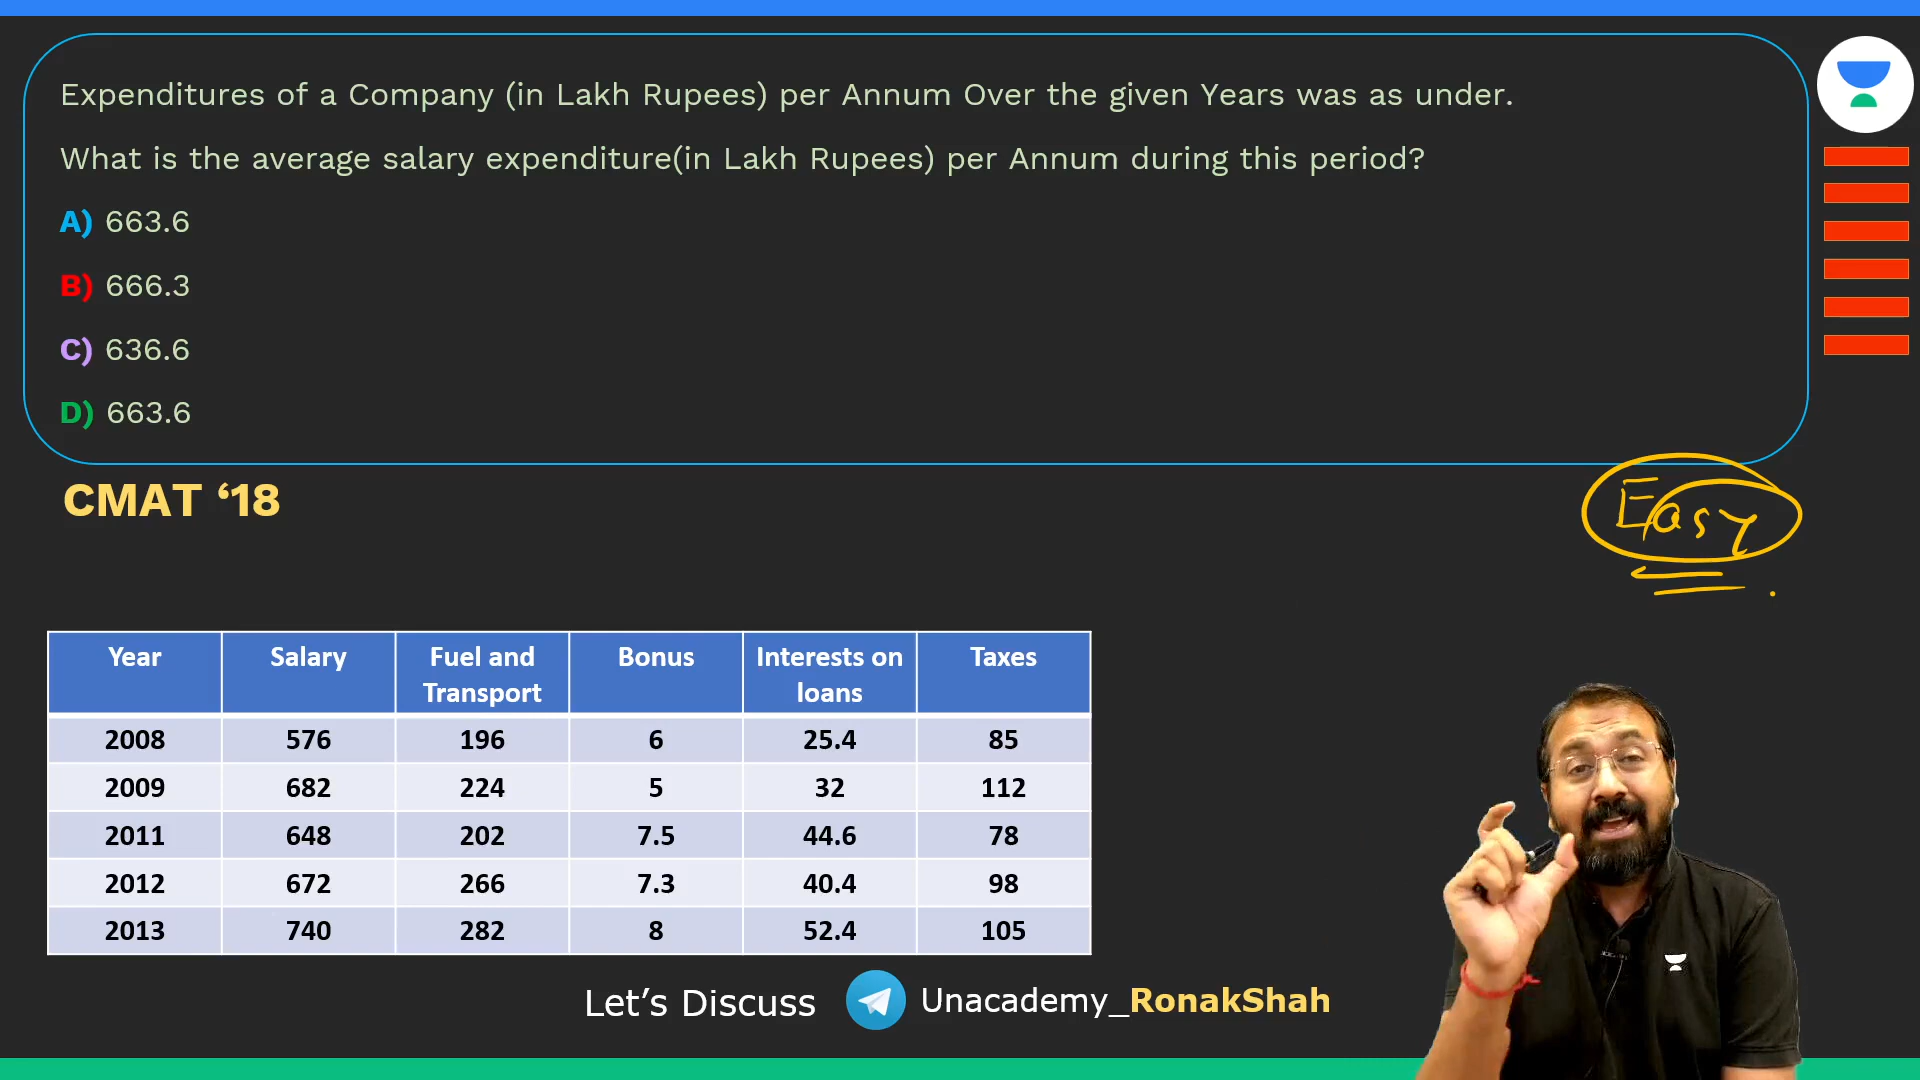 Expenditures of a Company (in Lakh Rupees) per Annum Over the given Years was as under.
What is the average salary expenditure(in Lakh Rupees) per Annum during this period?
A) 663.6
B) 666.3
C) 636.6
D) 663.6
CMAT ‘18
Easy
Year Salary Fuel and Transport Bonus Interests on loans Taxes
2008 576 196 6 25.4 85
2009 682 224 5 32 112
2011 648 202 7.5 44.6 78
2012 672 266 7.3 40.4 98
2013 740 282 8 52.4 105
Let’s Discuss Unacademy_RonakShah